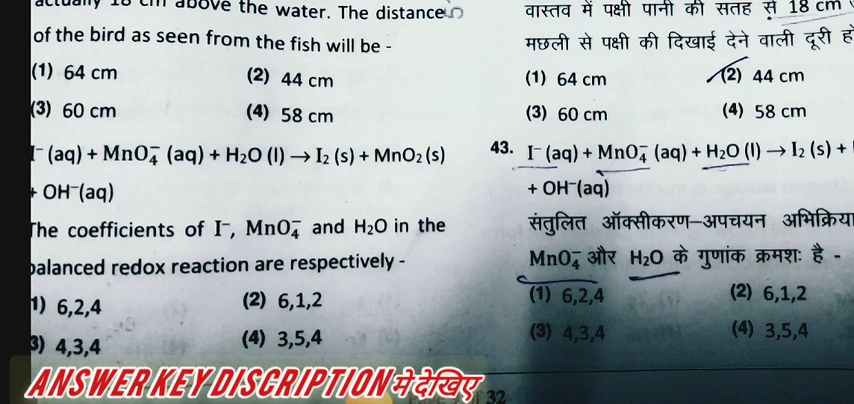 actually 18 cm above the water. The distance
of the bird as seen from the fish will be -
(1) 64 cm (2) 44 cm
(3) 60 cm (4) 58 cm
I⁻ (aq) + MnO₄⁻ (aq) + H₂O (l) → I₂ (s) + MnO₂ (s)
+ OH⁻(aq)
The coefficients of I⁻, MnO₄⁻ and H₂O in the
balanced redox reaction are respectively -
1) 6,2,4 (2) 6,1,2
3) 4,3,4 (4) 3,5,4
वास्तव में पक्षी पानी की सतह से 18 cm
मछली से पक्षी की दिखाई देने वाली दूरी
(1) 64 cm (2) 44 cm
(3) 60 cm (4) 58 cm
43. I⁻ (aq) + MnO₄⁻ (aq) + H₂O (l) → I₂ (s) +
+ OH⁻(aq)
संतुलित ऑक्सीकरण–अपचयन अभिक्रिया
MnO₄⁻ और H₂O के गुणांक क्रमशः है -
(1) 6,2,4 (2) 6,1,2
(3) 4,3,4 (4) 3,5,4
ANSWER KEY DISCRIPTION मे देखिए
32